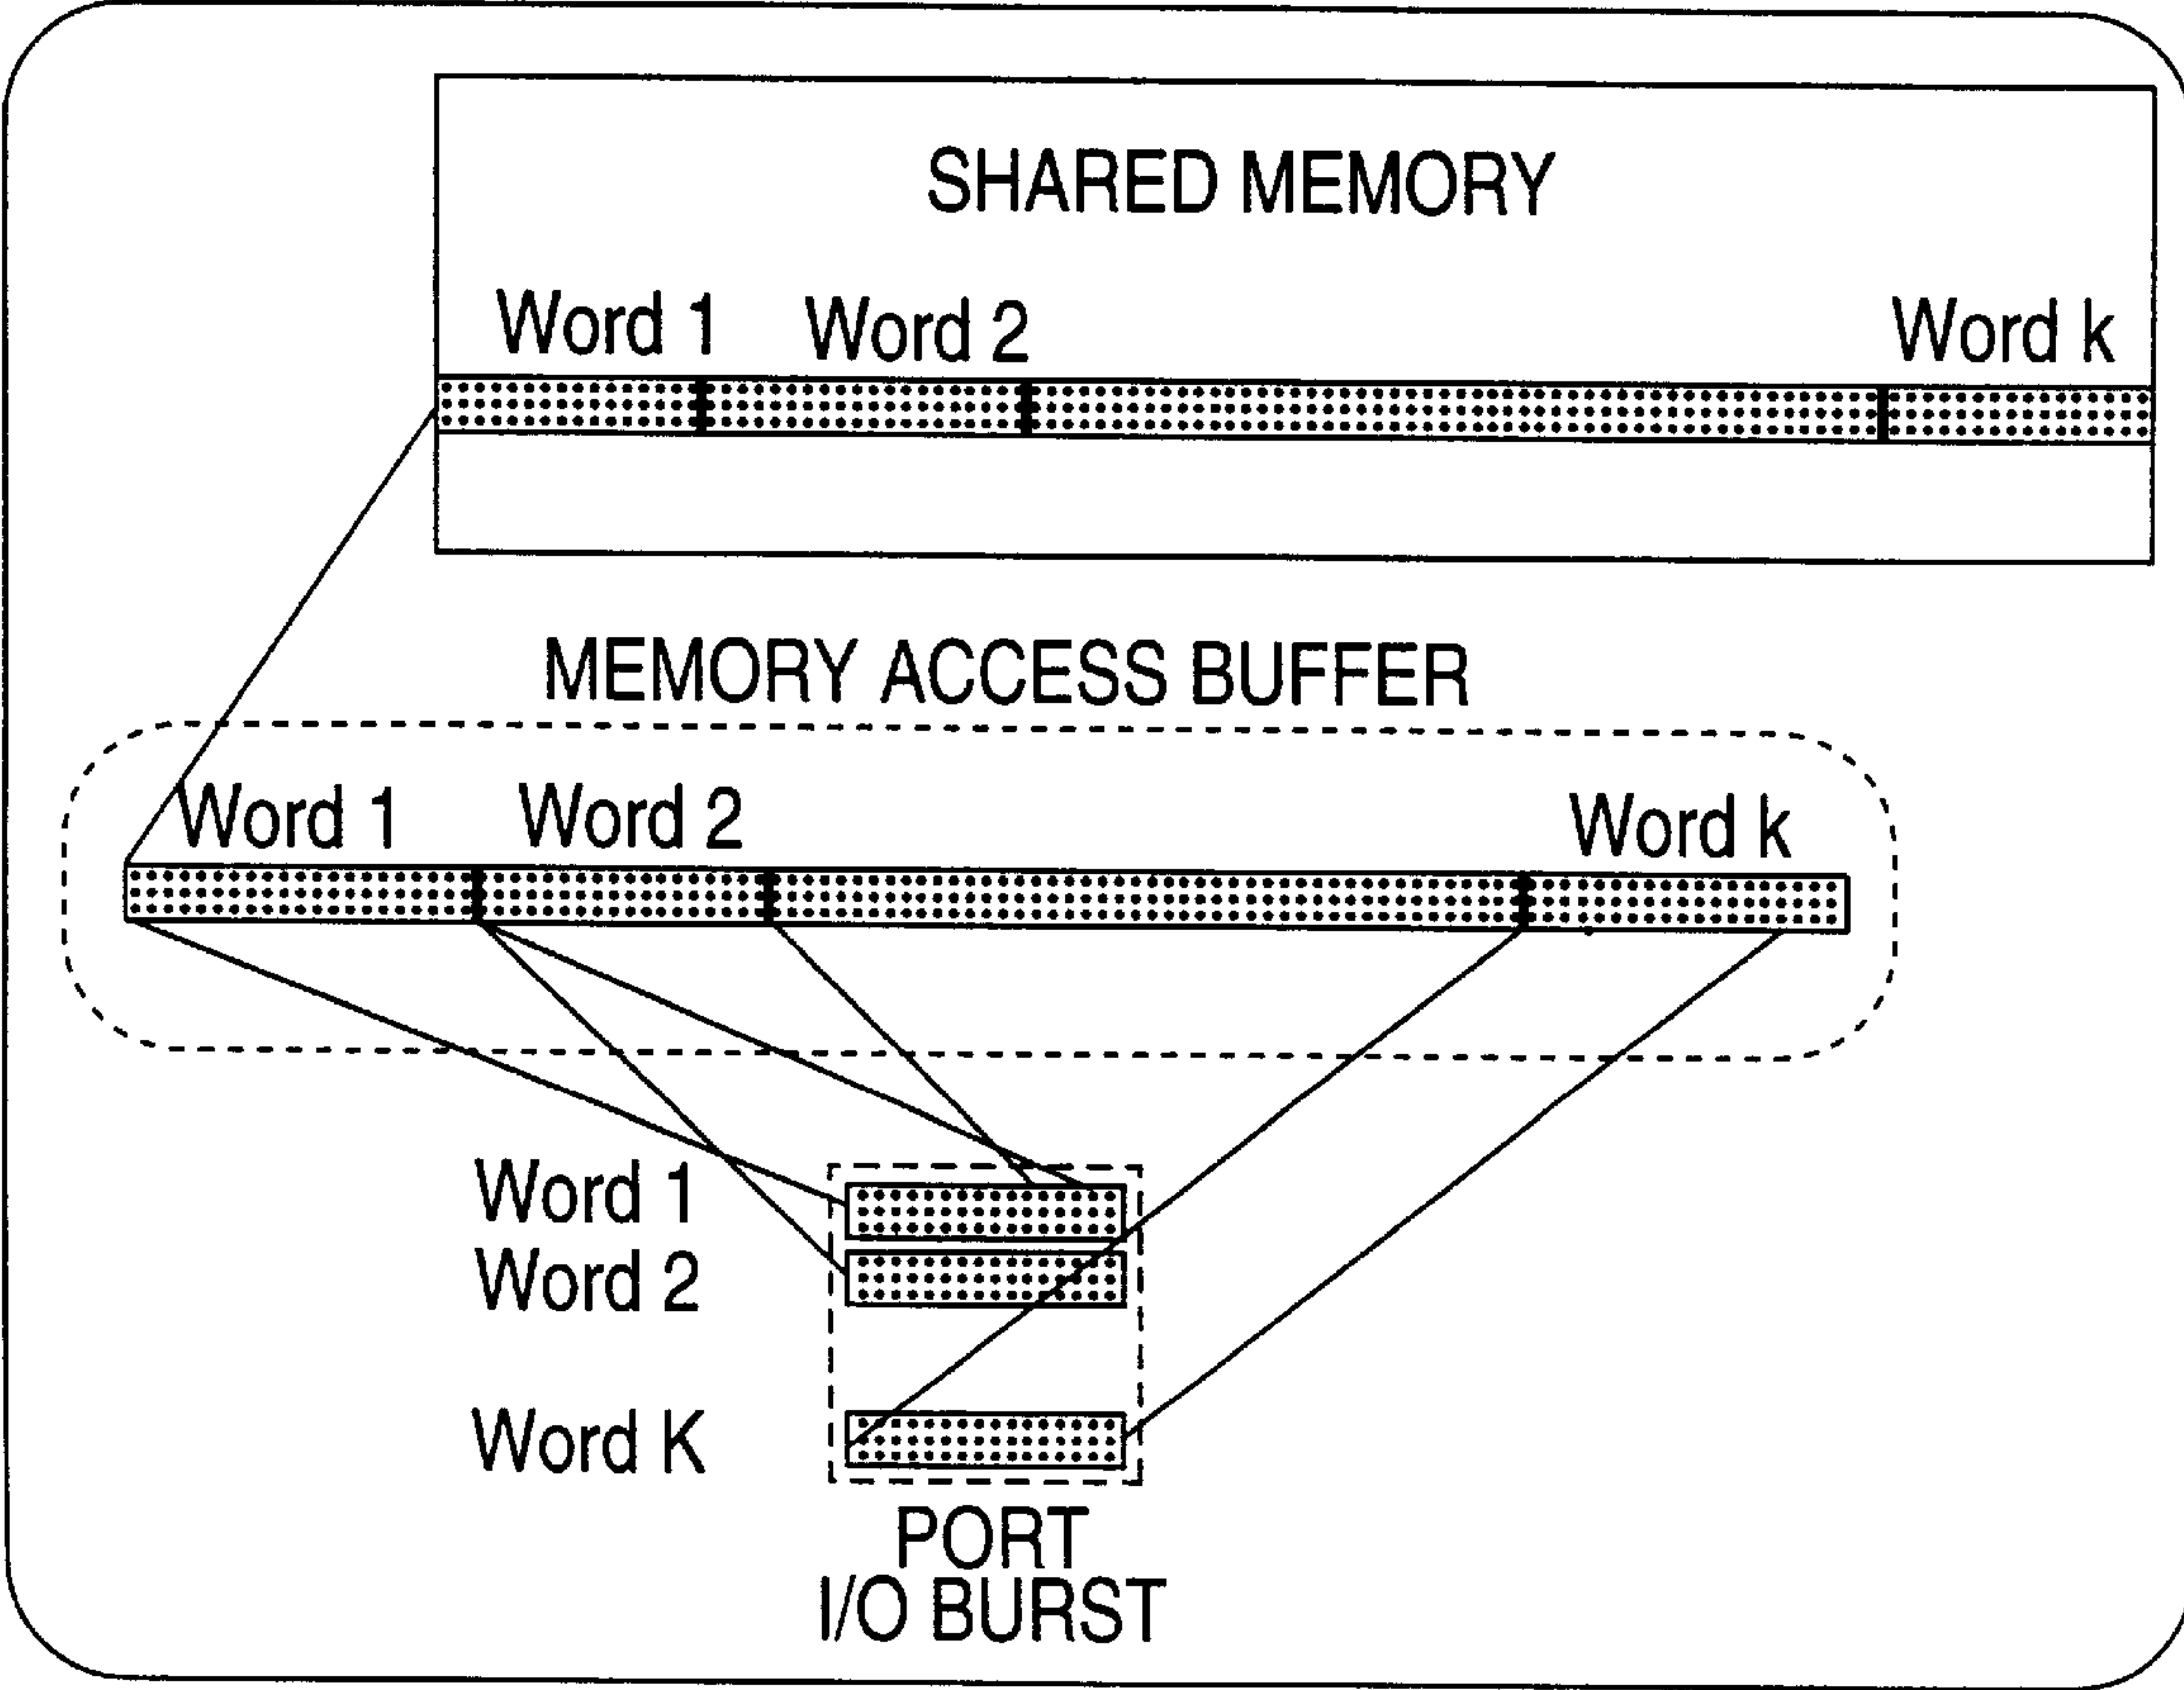 SHARED MEMORY
Word 1 Word 2 Word k
MEMORY ACCESS BUFFER
Word 1 Word 2 Word k
Word 1
Word 2
Word K
PORT
I/O BURST